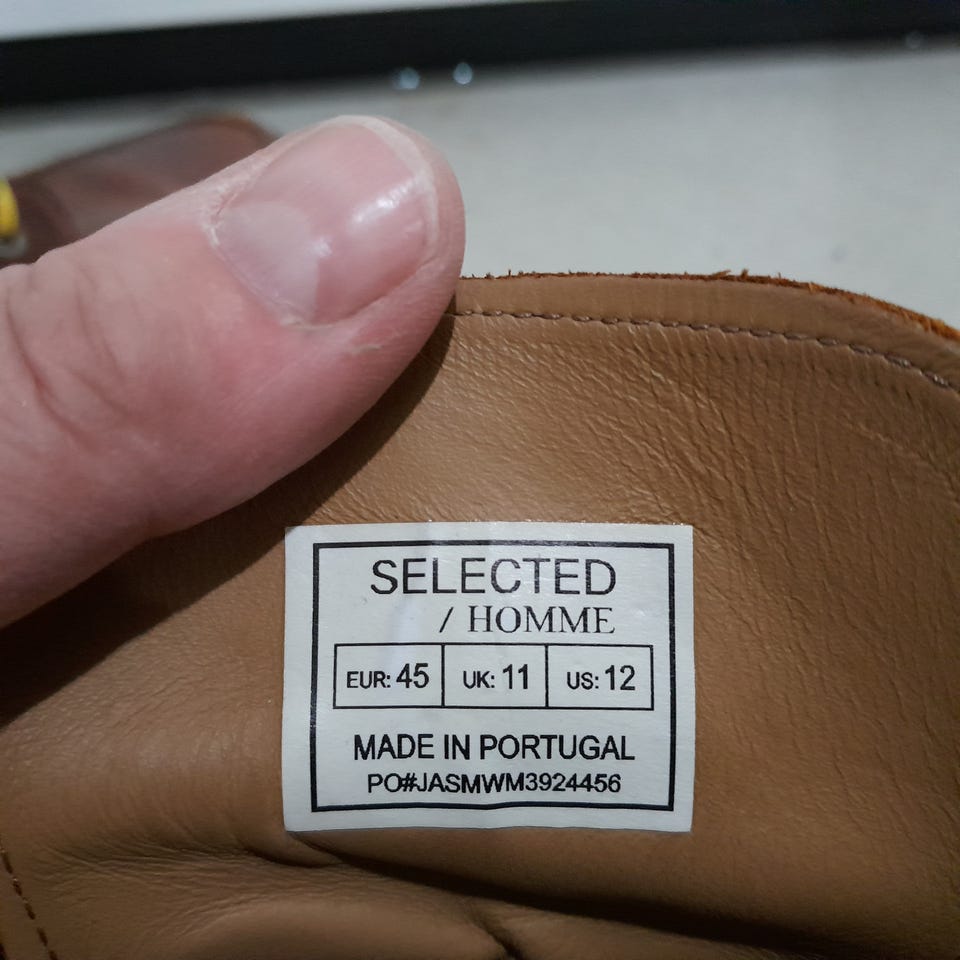 SELECTED
/ HOMME
EUR: 45 UK: 11 US: 12
MADE IN PORTUGAL
PO#JASMWM3924456